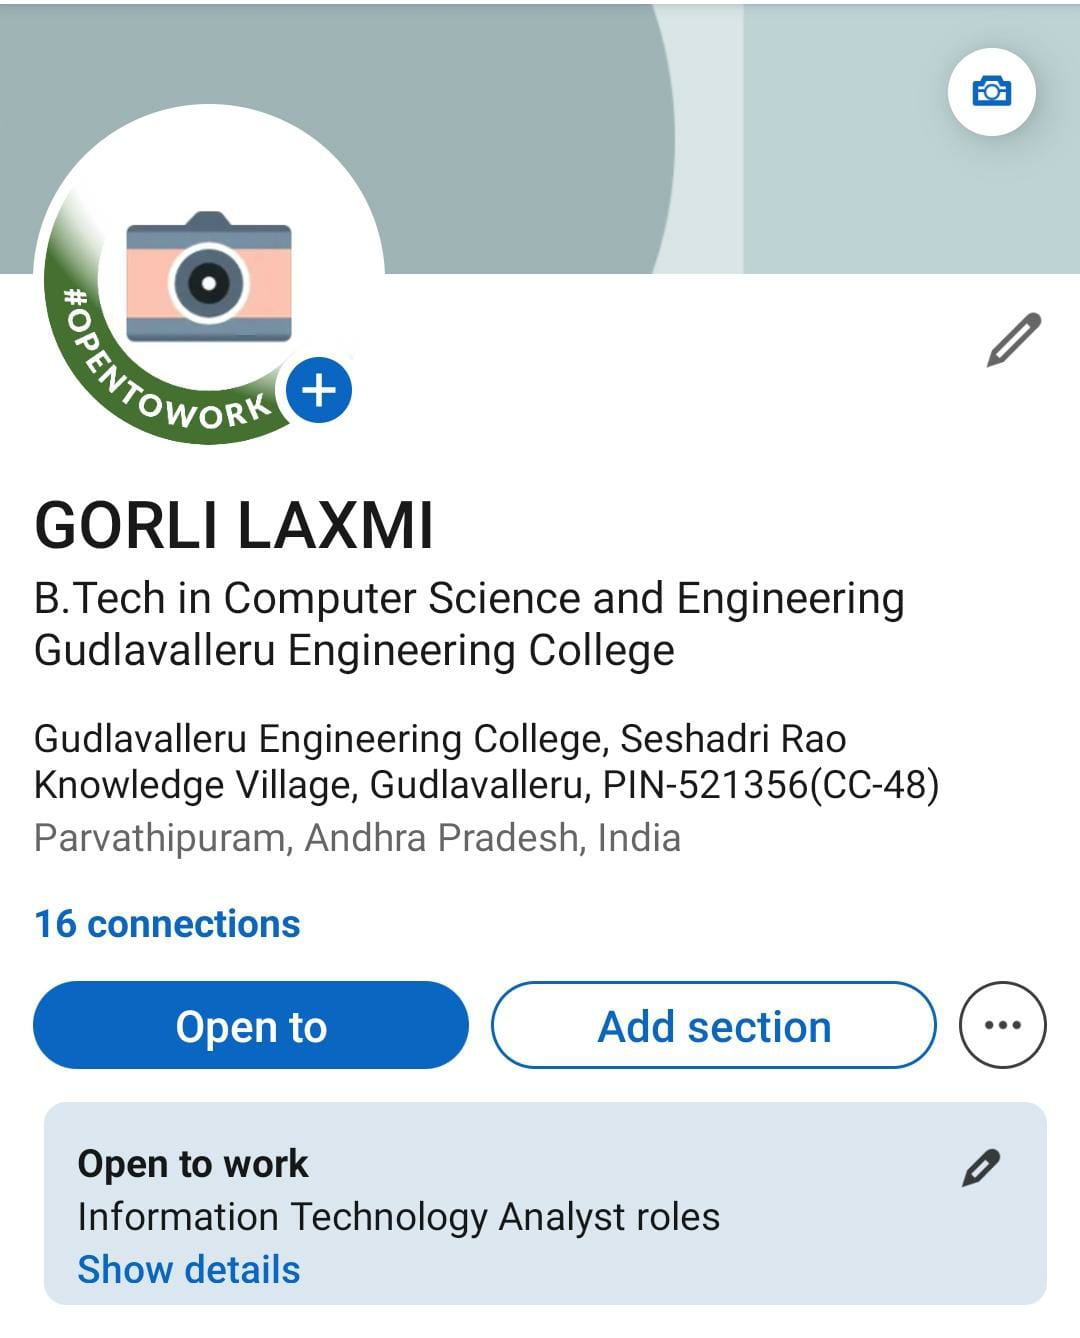 #OPENTOWORK
GORLI LAXMI
B.Tech in Computer Science and Engineering
Gudlavalleru Engineering College
Gudlavalleru Engineering College, Seshadri Rao
Knowledge Village, Gudlavalleru, PIN-521356(CC-48)
Parvathipuram, Andhra Pradesh, India
16 connections
Open to
Add section
Open to work
Information Technology Analyst roles
Show details